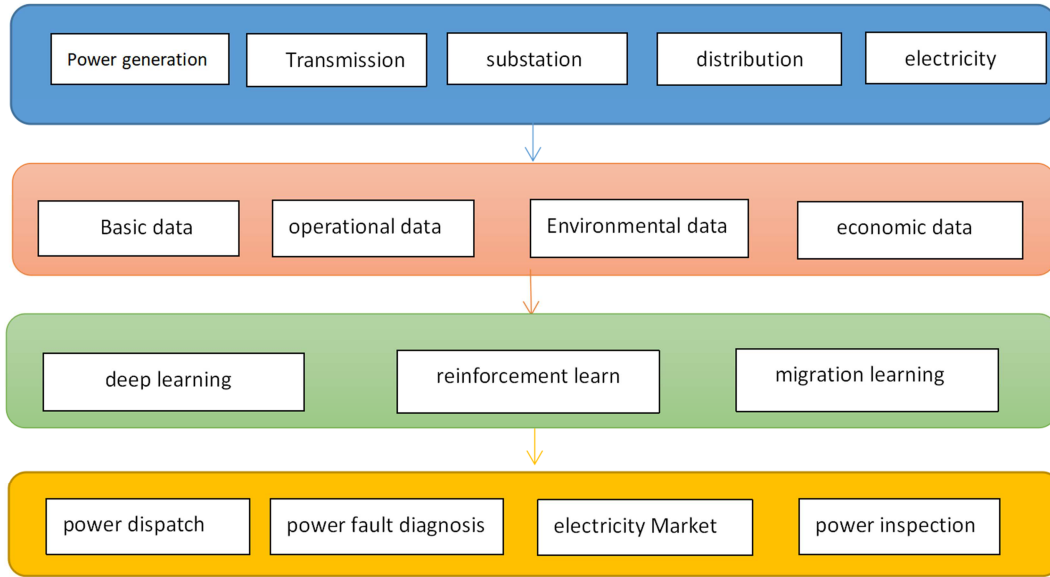 Power generation
Transmission
substation
distribution
electricity
Basic data
operational data
Environmental data
economic data
deep learning
reinforcement learn
migration learning
power dispatch
power fault diagnosis
electricity Market
power inspection